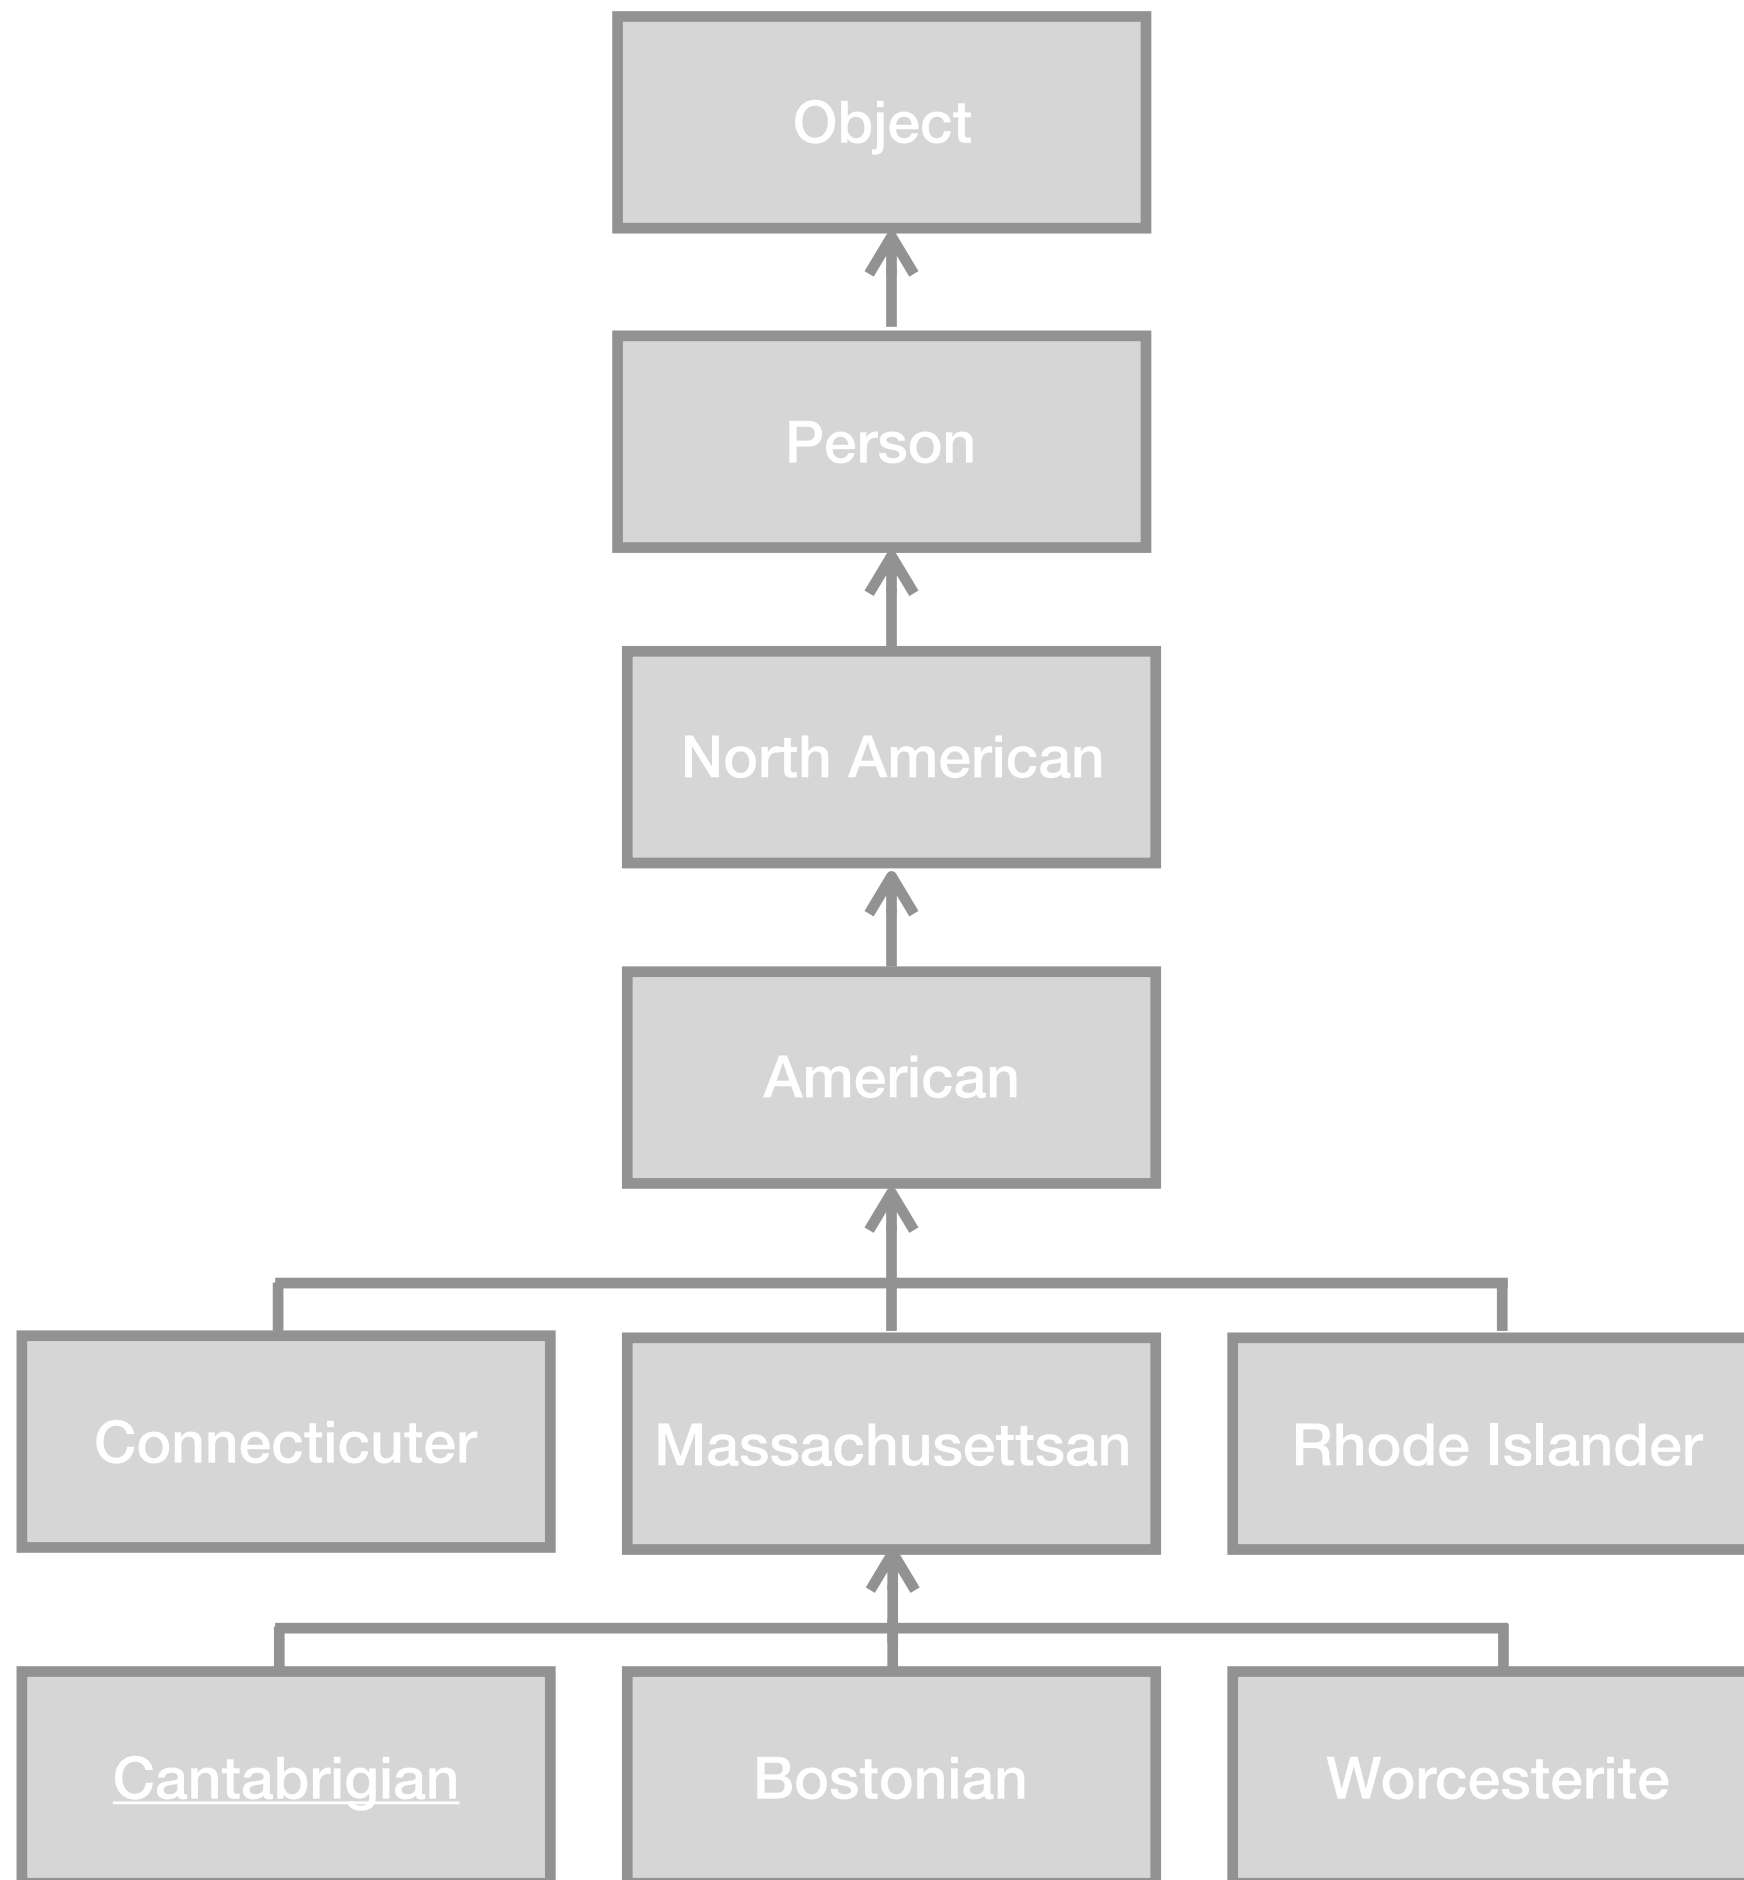 Object
Person
North American
American
Connecticuter
Massachusettsan
Rhode Islander
Cantabrigian
Bostonian
Worcesterite